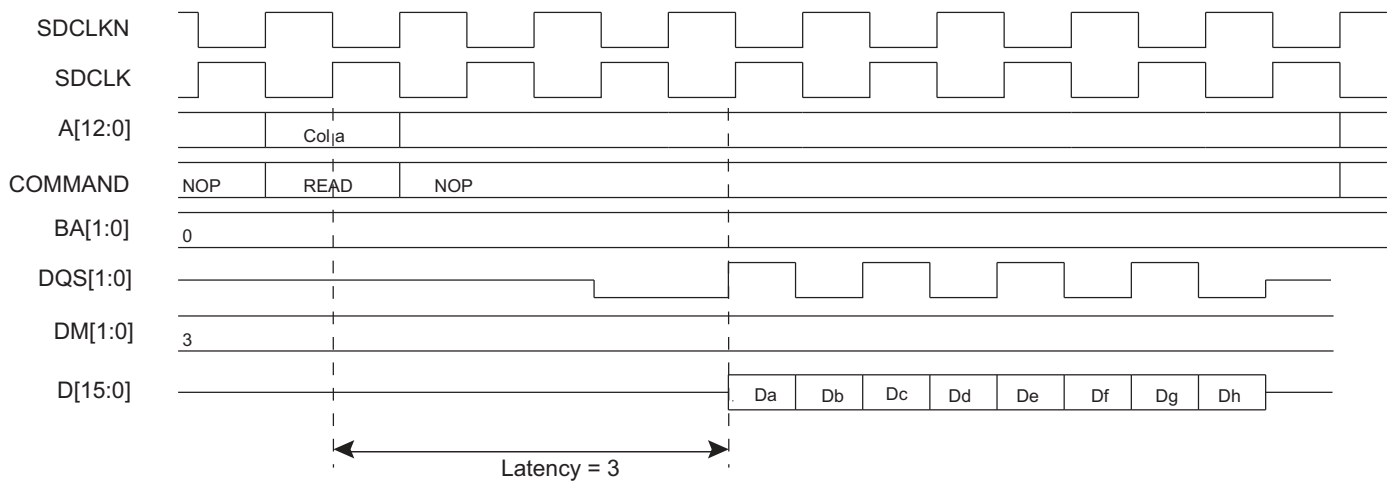 SDCLKN
SDCLK
A[12:0] Col a
COMMAND NOP READ NOP
BA[1:0] 0
DQS[1:0]
DM[1:0] 3
D[15:0] Da Db Dc Dd De Df Dg Dh
Latency = 3